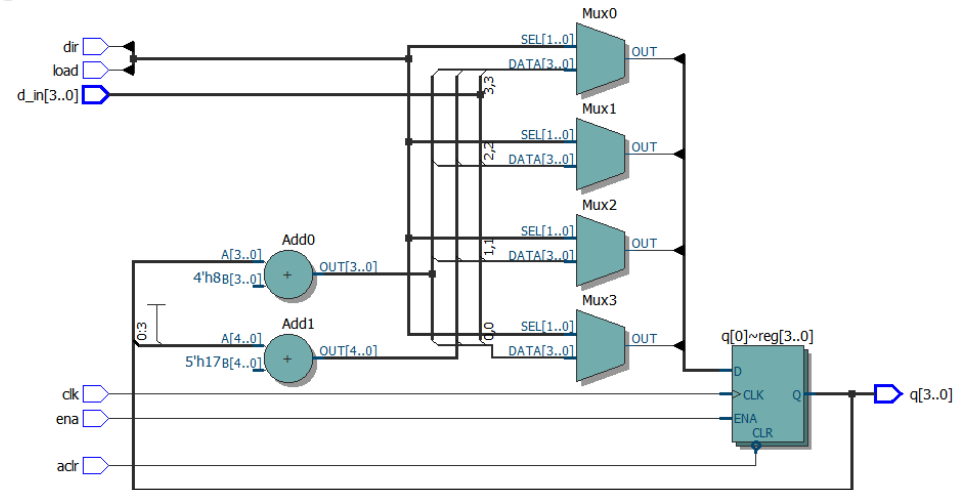 Mux0
dir
load
d_in[3..0]
SEL[1..0]
DATA[3..0]
OUT
3,3
Mux1
SEL[1..0]
DATA[3..0]
OUT
2,2
Mux2
SEL[1..0]
DATA[3..0]
OUT
1,1
Add0
A[3..0]
4'h8
B[3..0]
+
OUT[3..0]
Mux3
SEL[1..0]
DATA[3..0]
OUT
0,0
0:3
Add1
A[4..0]
5'h17
B[4..0]
+
OUT[4..0]
q[0]~reg[3..0]
D
CLK
Q
ENA
CLR
q[3..0]
clk
ena
aclr